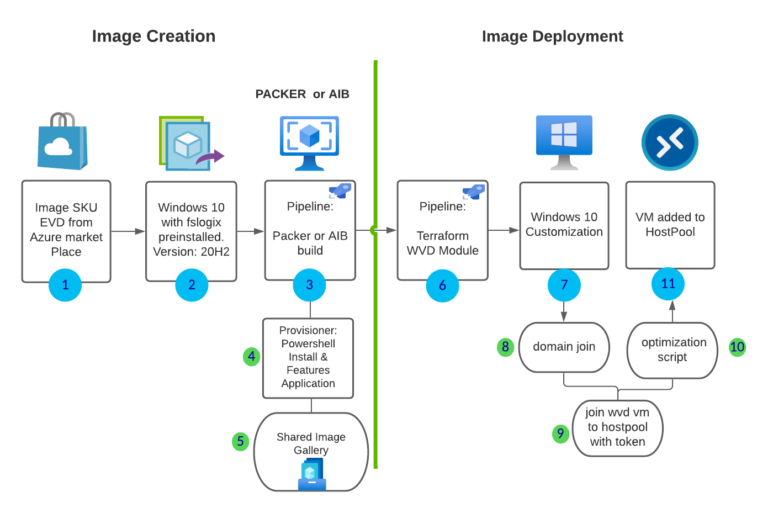 Image Creation
Image Deployment
PACKER or AIB
Image SKU
EVD from
Azure market
Place
1
Windows 10
with fslogix
preinstalled.
Version: 20H2
2
Pipeline:
Packer or AIB
build
3
4
Provisioner:
Powershell
Install &
Features
Application
5
Shared Image
Gallery
Pipeline:
Terraform
WVD Module
6
Windows 10
Customization
7
8
domain join
9
join wvd vm
to hostpool
with token
optimization
script
10
VM added to
HostPool
11